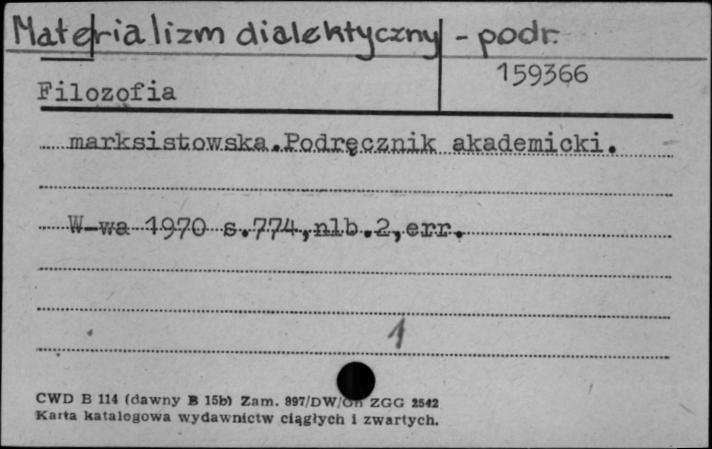 Materializm dialektyczny - podr.
159366
Filozofia
marksistowska.Podręcznik akademicki.
W-wa 1970 s.774,nlb.2,err.
1
CWD B 114 (dawny B 15b) Zam. 897/DW/Gn ZGG 2542
Karta katalogowa wydawnictw ciągłych i zwartych.